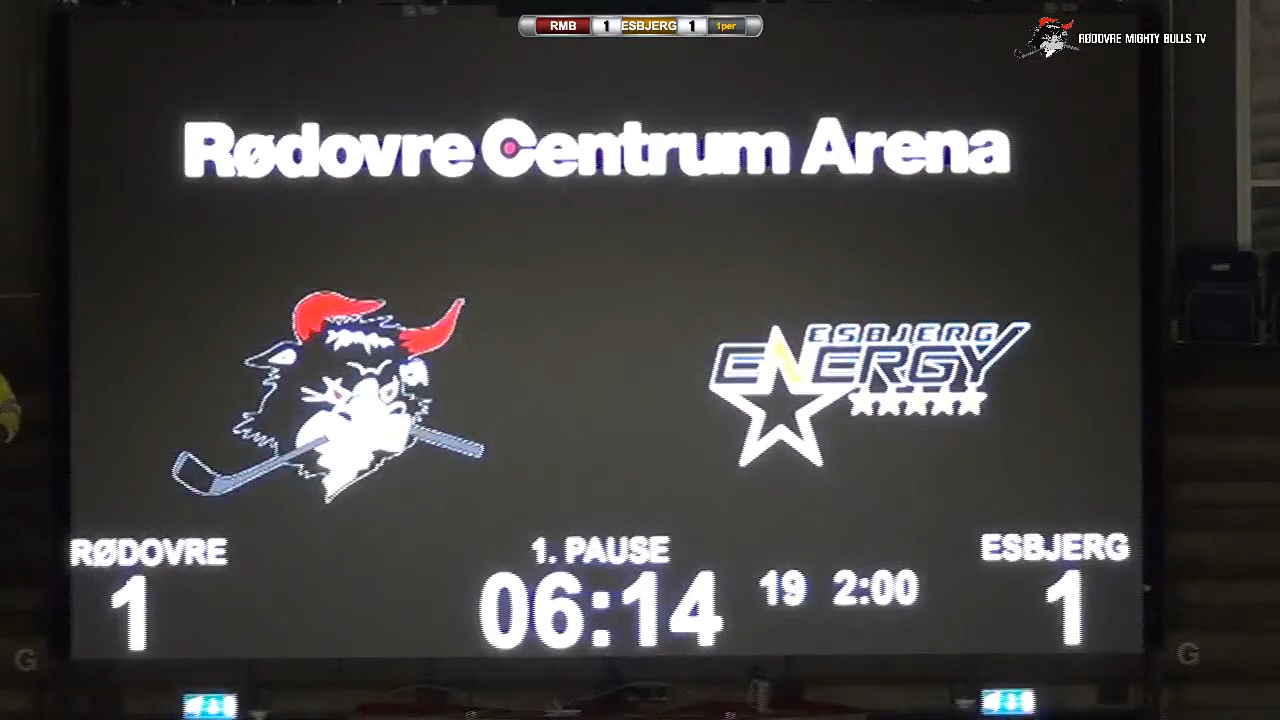 RMB 1 ESBJERG 1 1per
RØDOVRE MIGHTY BULLS TV
Rødovre Centrum Arena
ESBJERG
ENERGY
RØDOVRE
1
1. PAUSE
06:14
19 2:00
ESBJERG
1
G
G